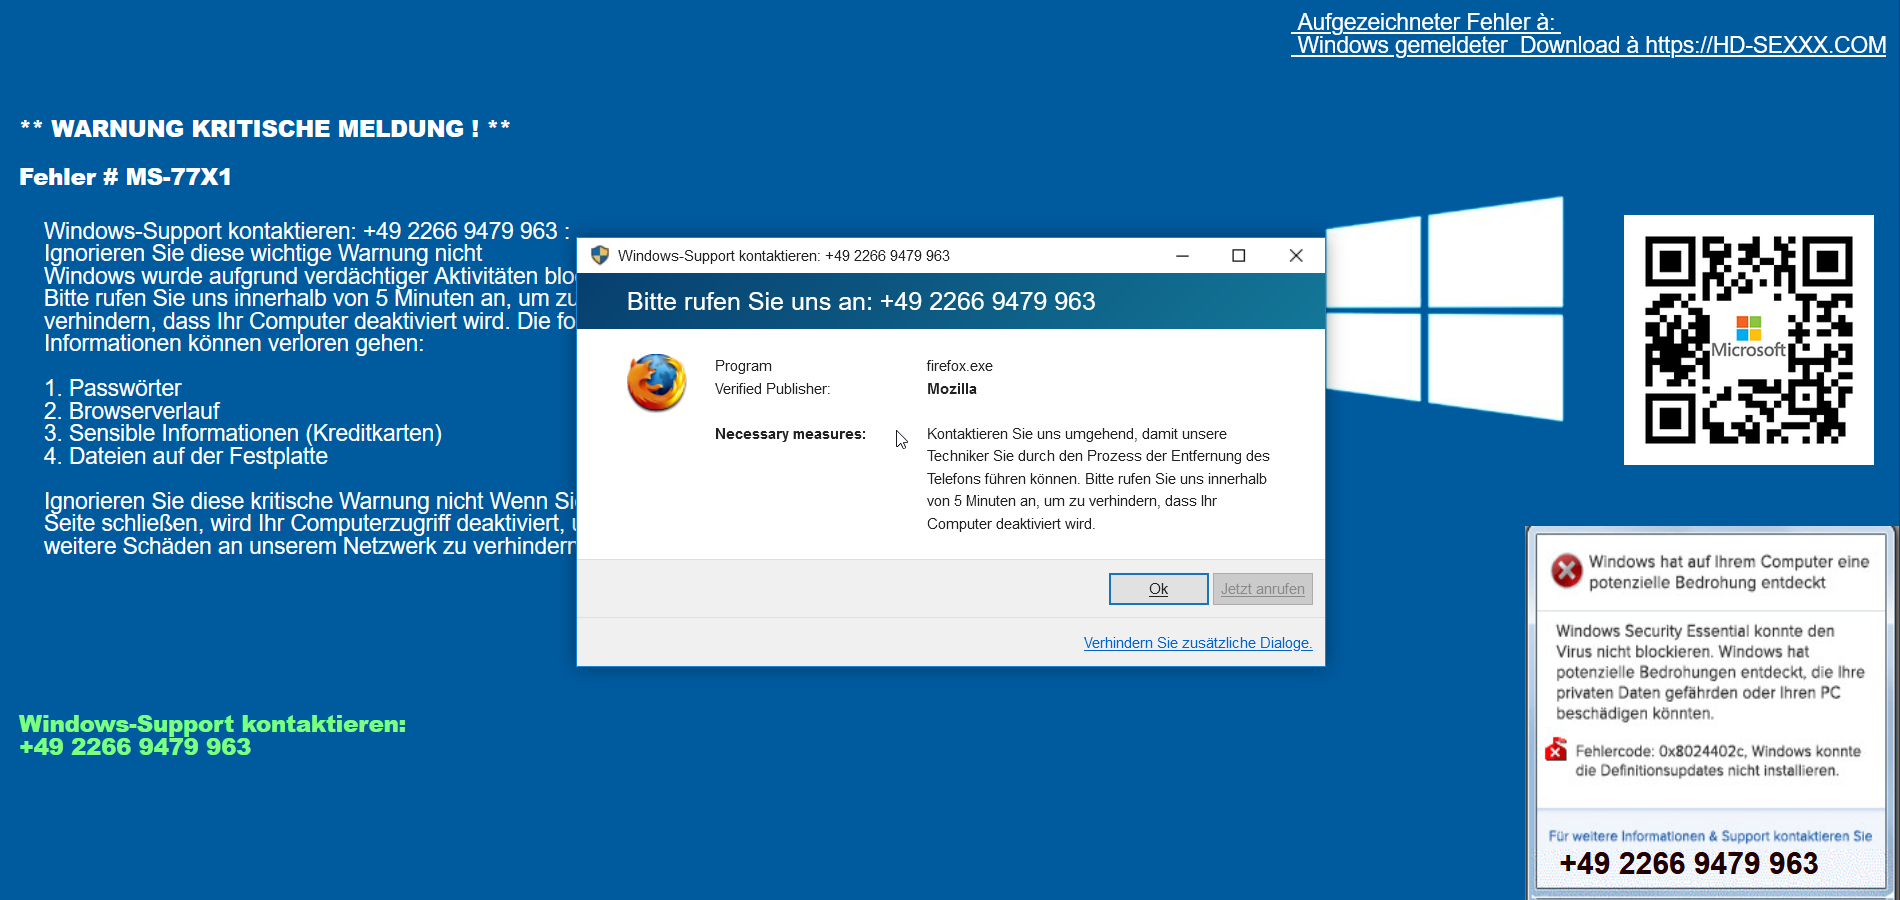 Aufgezeichneter Fehler à:
Windows gemeldeter Download à https://HD-SEXXX.COM
** WARNUNG KRITISCHE MELDUNG ! **
Fehler # MS-77X1
Windows-Support kontaktieren: +49 2266 9479 963 :
Ignorieren Sie diese wichtige Warnung nicht
Windows wurde aufgrund verdächtiger Aktivitäten
Bitte rufen Sie uns innerhalb von 5 Minuten an, um zu
verhindern, dass Ihr Computer deaktiviert wird. Die
Informationen können verloren gehen:
1. Passwörter
2. Browserverlauf
3. Sensible Informationen (Kreditkarten)
4. Dateien auf der Festplatte
Ignorieren Sie diese kritische Warnung nicht Wenn Sie
Seite schließen, wird Ihr Computerzugriff deaktiviert,
weitere Schäden an unserem Netzwerk zu verhindern
Windows-Support kontaktieren:
+49 2266 9479 963
Windows-Support kontaktieren: +49 2266 9479 963
Bitte rufen Sie uns an: +49 2266 9479 963
Program firefox.exe
Verified Publisher: Mozilla
Necessary measures: Kontaktieren Sie uns umgehend, damit unsere
Techniker Sie durch den Prozess der Entfernung des
Telefons führen können. Bitte rufen Sie uns innerhalb
von 5 Minuten an, um zu verhindern, dass Ihr
Computer deaktiviert wird.
Ok Jetzt anrufen
Verhindern Sie zusätzliche Dialoge.
Microsoft
Windows hat auf Ihrem Computer eine
potenzielle Bedrohung entdeckt
Windows Security Essential konnte den
Virus nicht blockieren. Windows hat
potenzielle Bedrohungen entdeckt, die Ihre
privaten Daten gefährden oder Ihren PC
beschädigen könnten.
Fehlercode: 0x8024402c, Windows konnte
die Definitionsupdates nicht installieren.
Für weitere Informationen & Support kontaktieren Sie
+49 2266 9479 963